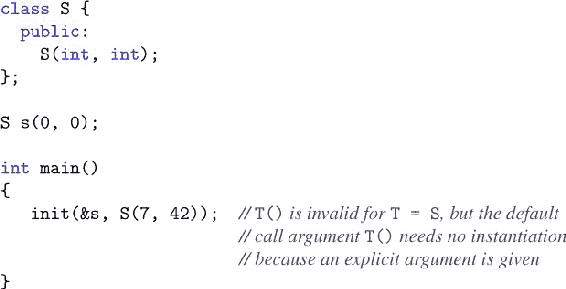 class S {
  public:
    S(int, int);
};

S s(0, 0);

int main()
{
   init(&s, S(7, 42));  // T() is invalid for T = S, but the default
                        // call argument T() needs no instantiation
                        // because an explicit argument is given
}